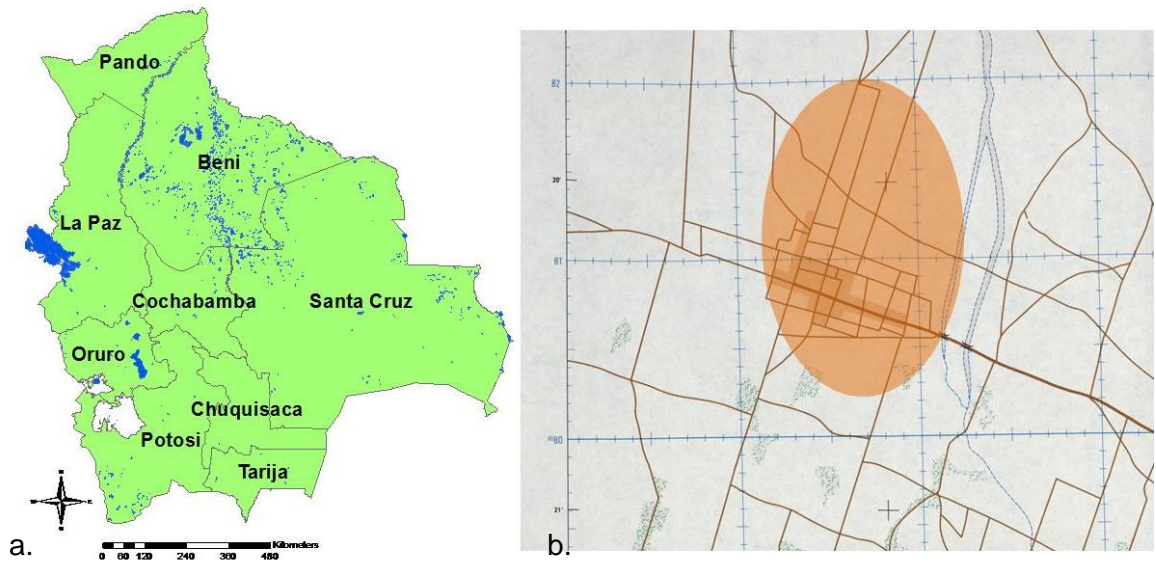 Pando
Beni
La Paz
Cochabamba
Santa Cruz
Oruro
Chuquisaca
Potosi
Tarija
N
W E
S
0 60 120 240 360 480
Kilometers
a.
82
20'
81
80
21'
b.